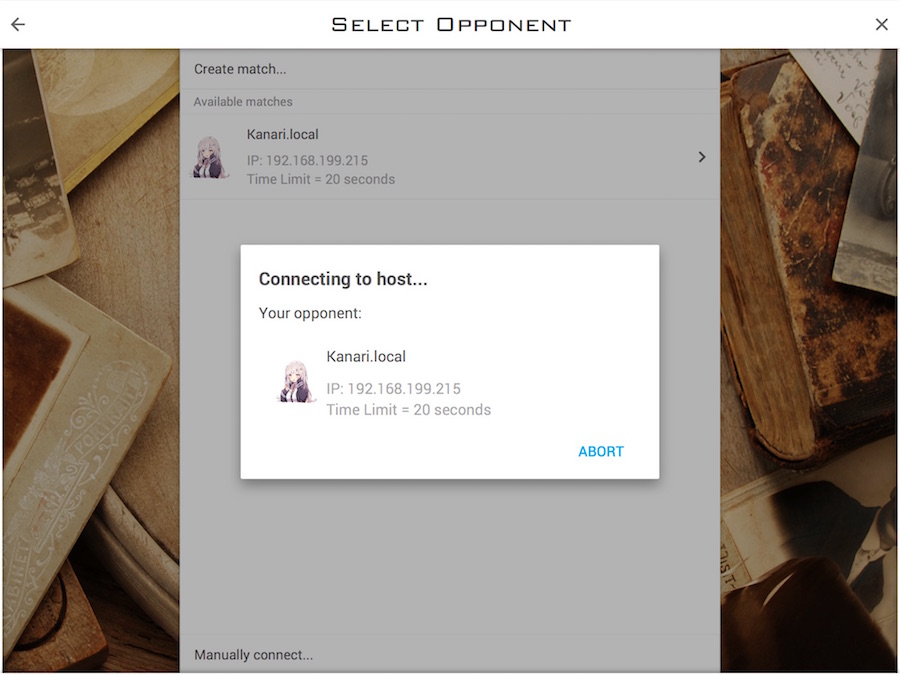 Select Opponent
Create match...
Available matches
Kanari.local
IP: 192.168.199.215
Time Limit = 20 seconds
Connecting to host...
Your opponent:
Kanari.local
IP: 192.168.199.215
Time Limit = 20 seconds
ABORT
Manually connect...